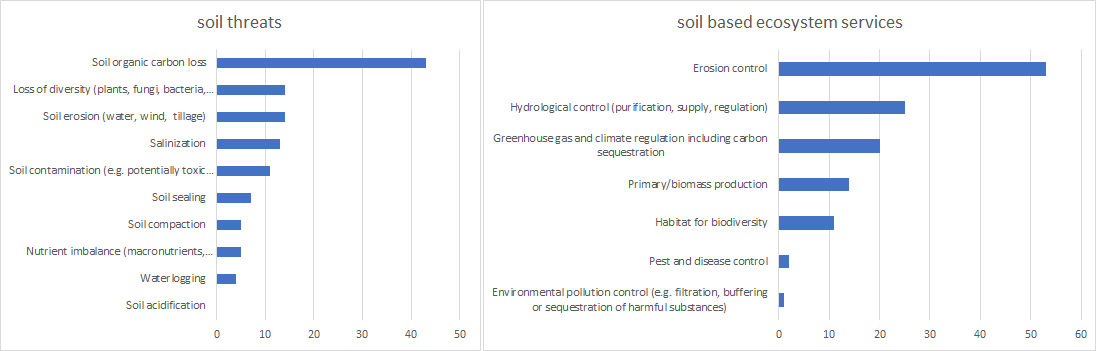 soil threats
Soil organic carbon loss
Loss of diversity (plants, fungi, bacteria,...
Soil erosion (water, wind, tillage)
Salinization
Soil contamination (e.g. potentially toxic...
Soil sealing
Soil compaction
Nutrient imbalance (macronutrients,...
Waterlogging
Soil acidification
0 10 20 30 40 50
soil based ecosystem services
Erosion control
Hydrological control (purification, supply, regulation)
Greenhouse gas and climate regulation including carbon
sequestration
Primary/biomass production
Habitat for biodiversity
Pest and disease control
Environmental pollution control (e.g. filtration, buffering
or sequestration of harmful substances)
0 10 20 30 40 50 60